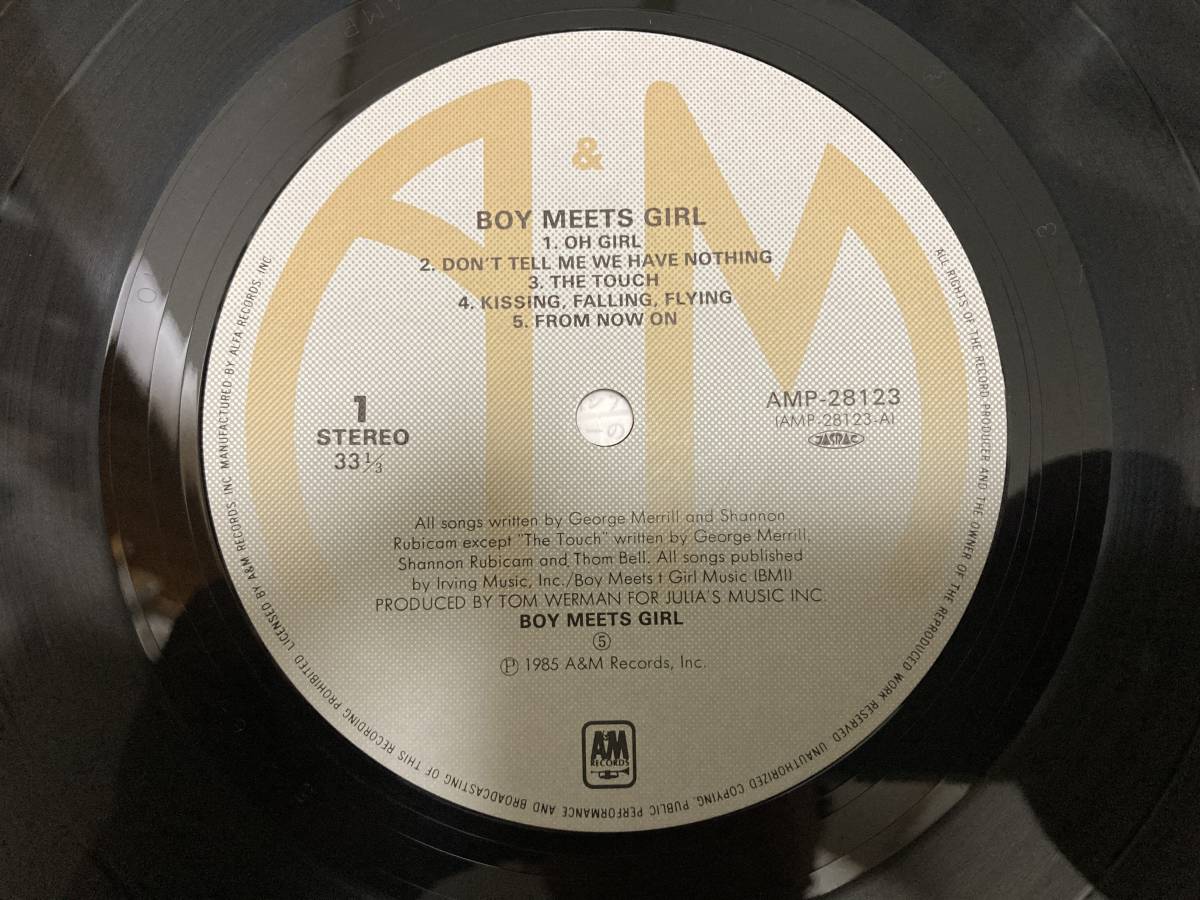 &
BOY MEETS GIRL
1. OH GIRL
2. DON'T TELL ME WE HAVE NOTHING
3. THE TOUCH
4. KISSING, FALLING, FLYING
5. FROM NOW ON
1
STEREO
33 1/3
AMP-28123
(AMP-28123-A)
JASRAC
All songs written by George Merrill and Shannon
Rubicam except "The Touch" written by George Merrill,
Shannon Rubicam and Thom Bell. All songs published
by Irving Music, Inc./Boy Meets t Girl Music (BMI)
PRODUCED BY TOM WERMAN FOR JULIA'S MUSIC INC.
BOY MEETS GIRL
⑤
Ⓟ 1985 A&M Records, Inc.
A&M
RECORDS
ALL RIGHTS OF THE RECORD PRODUCER AND THE OWNER OF THE REPRODUCED WORK RESERVED. UNAUTHORIZED COPYING, PUBLIC PERFORMANCE AND BROADCASTING OF THIS RECORDING PROHIBITED. LICENSED BY A&M RECORDS, INC. MANUFACTURED BY ALFA RECORDS, INC.